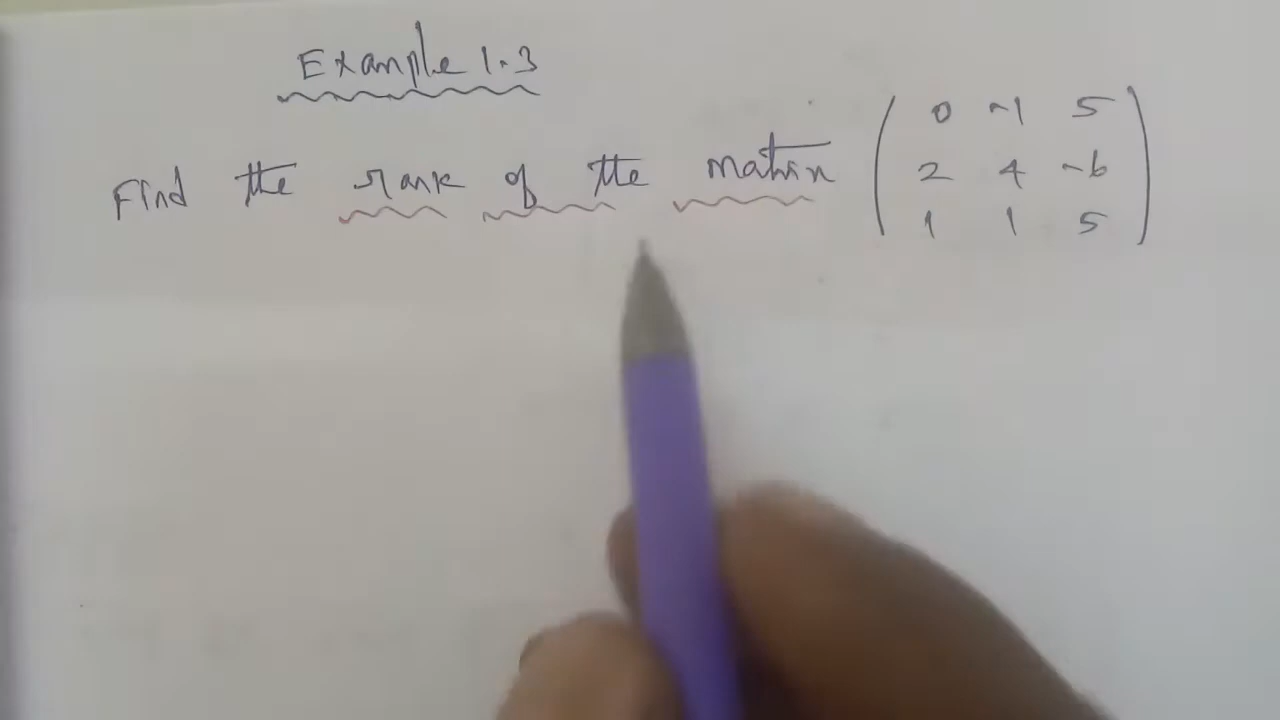 Example 1.3
Find the rank of the matrix
0 -1 5
2 4 -6
1 1 5